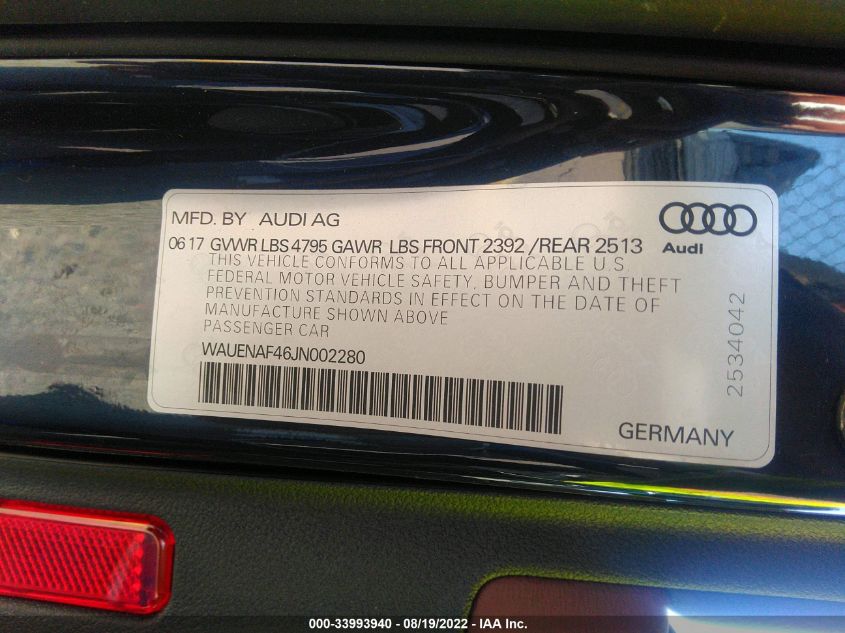 MFD. BY AUDI AG
Audi
06 17 GVWR LBS 4795 GAWR LBS FRONT 2392 /REAR 2513
THIS VEHICLE CONFORMS TO ALL APPLICABLE U.S
FEDERAL MOTOR VEHICLE SAFETY, BUMPER AND THEFT
PREVENTION STANDARDS IN EFFECT ON THE DATE OF
MANUFACTURE SHOWN ABOVE
PASSENGER CAR
WAUENAF46JN002280
2534042
GERMANY
000-33993940 - 08/19/2022 - IAA Inc.